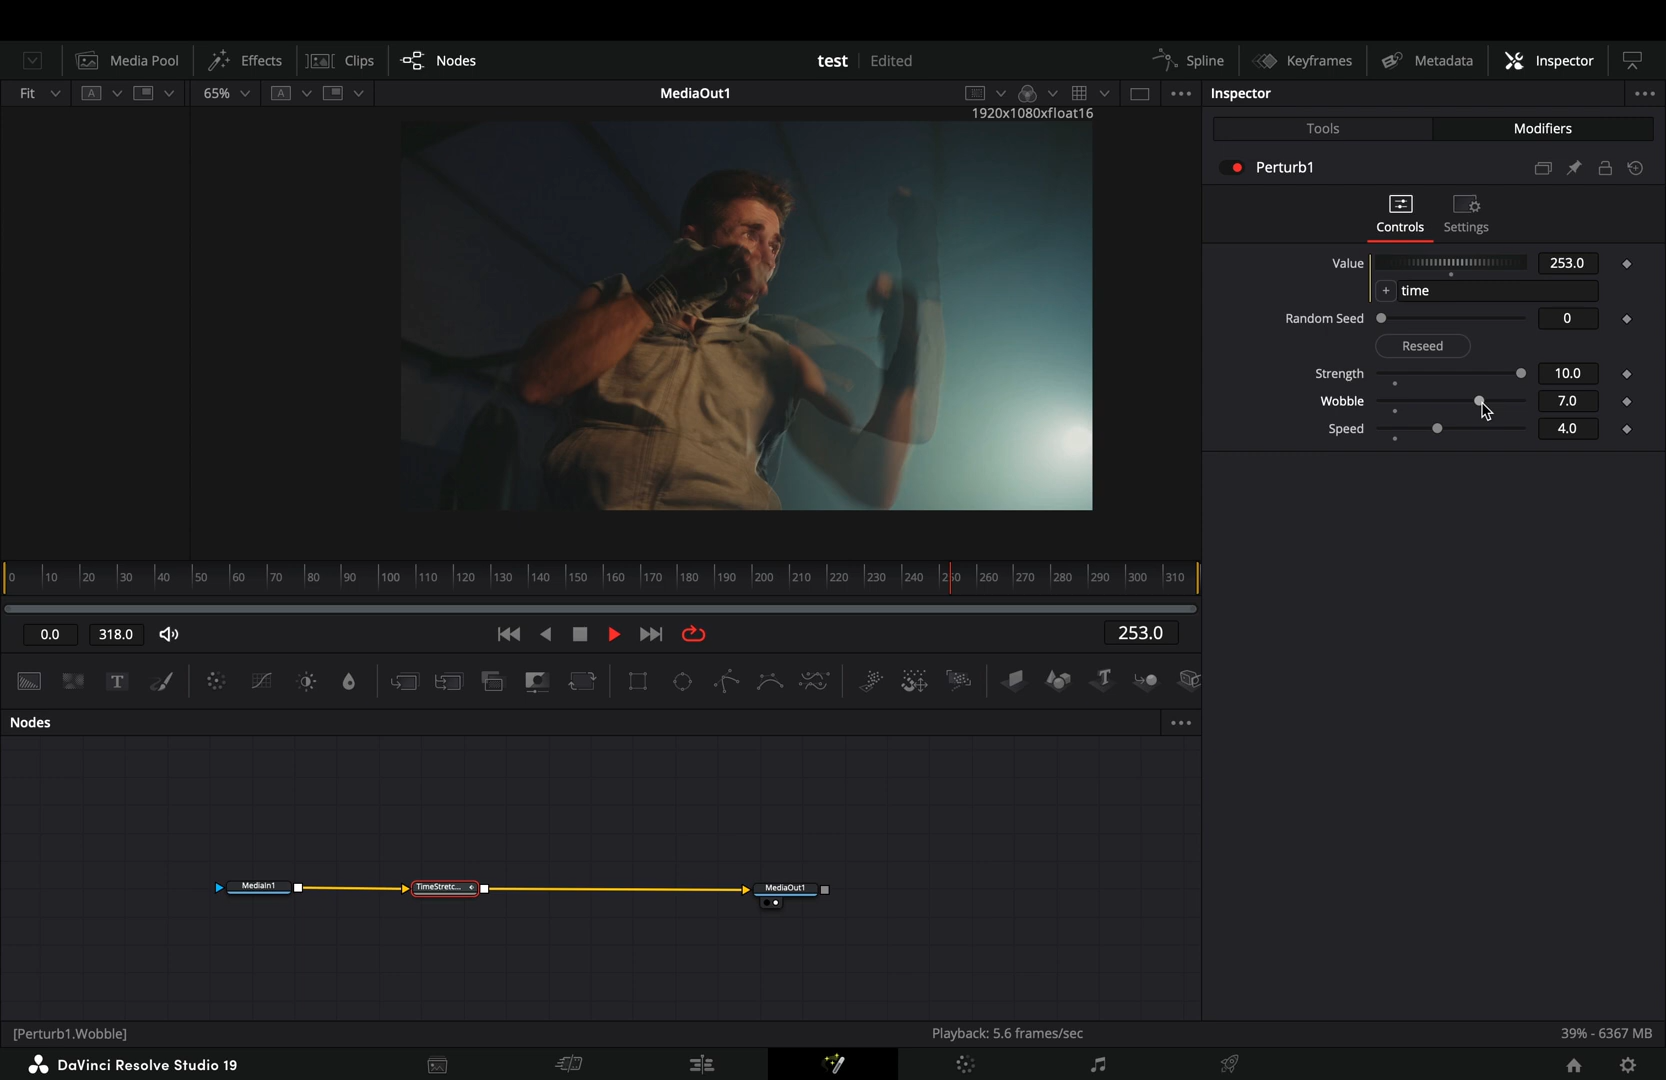 Media Pool
Effects
Clips
Nodes
test
Edited
Spline
Keyframes
Metadata
Inspector
Fit
A
65%
A
MediaOut1
Inspector
1920x1080xfloat16
Tools
Modifiers
Perturb1
Controls
Settings
Value
253.0
+
time
Random Seed
0
Reseed
Strength
10.0
Wobble
7.0
Speed
4.0
0 10 20 30 40 50 60 70 80 90 100 110 120 130 140 150 160 170 180 190 200 210 220 230 240 250 260 270 280 290 300 310
0.0
318.0
253.0
T
T
Nodes
MediaIn1
TimeStretc...
MediaOut1
[Perturb1.Wobble]
Playback: 5.6 frames/sec
39% - 6367 MB
DaVinci Resolve Studio 19